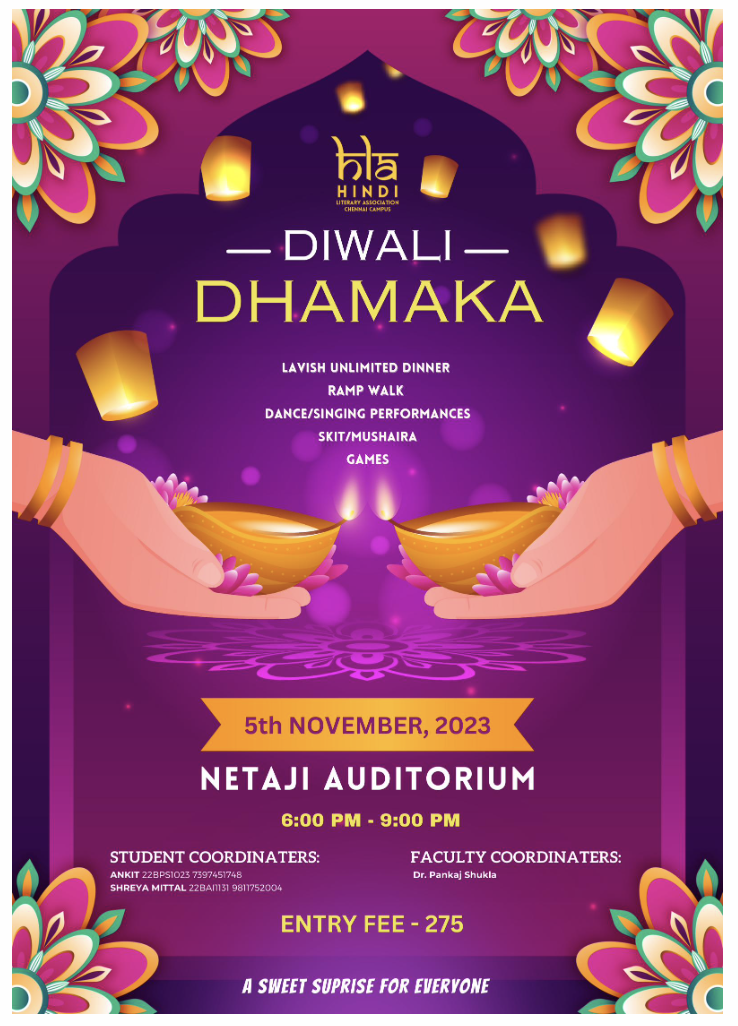 hla
HINDI
LITERARY ASSOCIATION
CHENNAI CAMPUS
DIWALI
DHAMAKA
LAVISH UNLIMITED DINNER
RAMP WALK
DANCE/SINGING PERFORMANCES
SKIT/MUSHAIRA
GAMES
5th NOVEMBER, 2023
NETAJI AUDITORIUM
6:00 PM - 9:00 PM
STUDENT COORDINATERS:
ANKIT 22BPS1023 7397451748
SHREYA MITTAL 22BAI1131 9811752004
FACULTY COORDINATERS:
Dr. Pankaj Shukla
ENTRY FEE - 275
A SWEET SUPRISE FOR EVERYONE